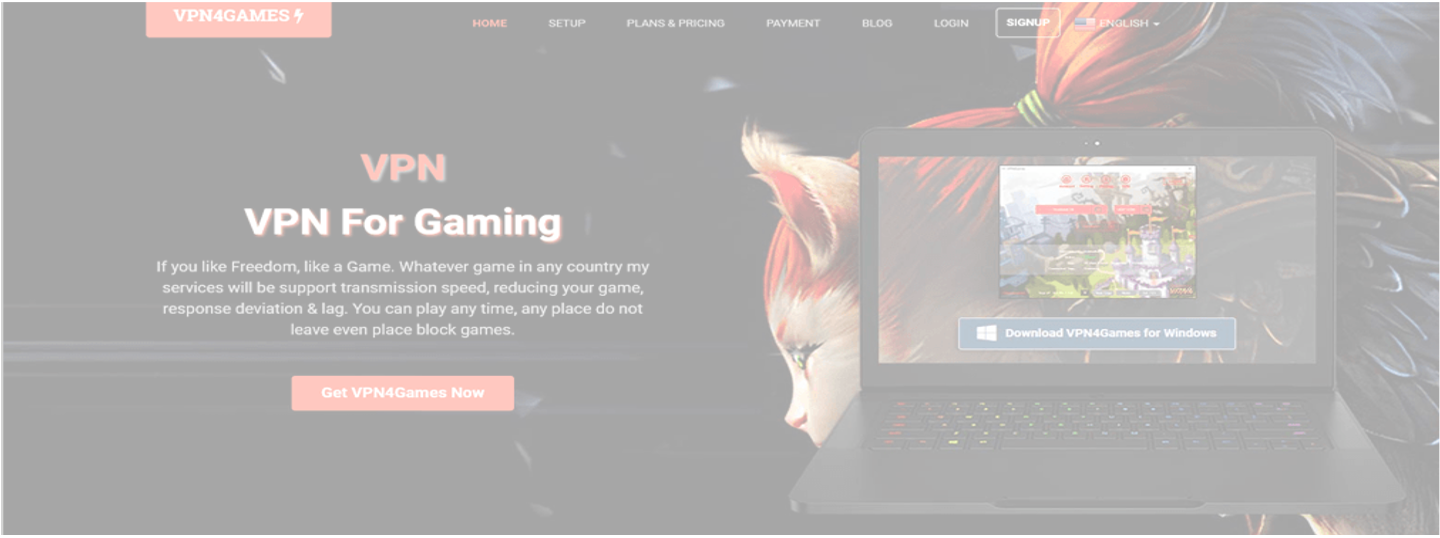 VPN4GAMES
HOME
SETUP
PLANS & PRICING
PAYMENT
BLOG
LOGIN
SIGNUP
ENGLISH
VPN
VPN For Gaming
If you like Freedom, like a Game. Whatever game in any country my
services will be support transmission speed, reducing your game,
response deviation & lag. You can play any time, any place do not
leave even place block games.
Get VPN4Games Now
Download VPN4Games for Windows